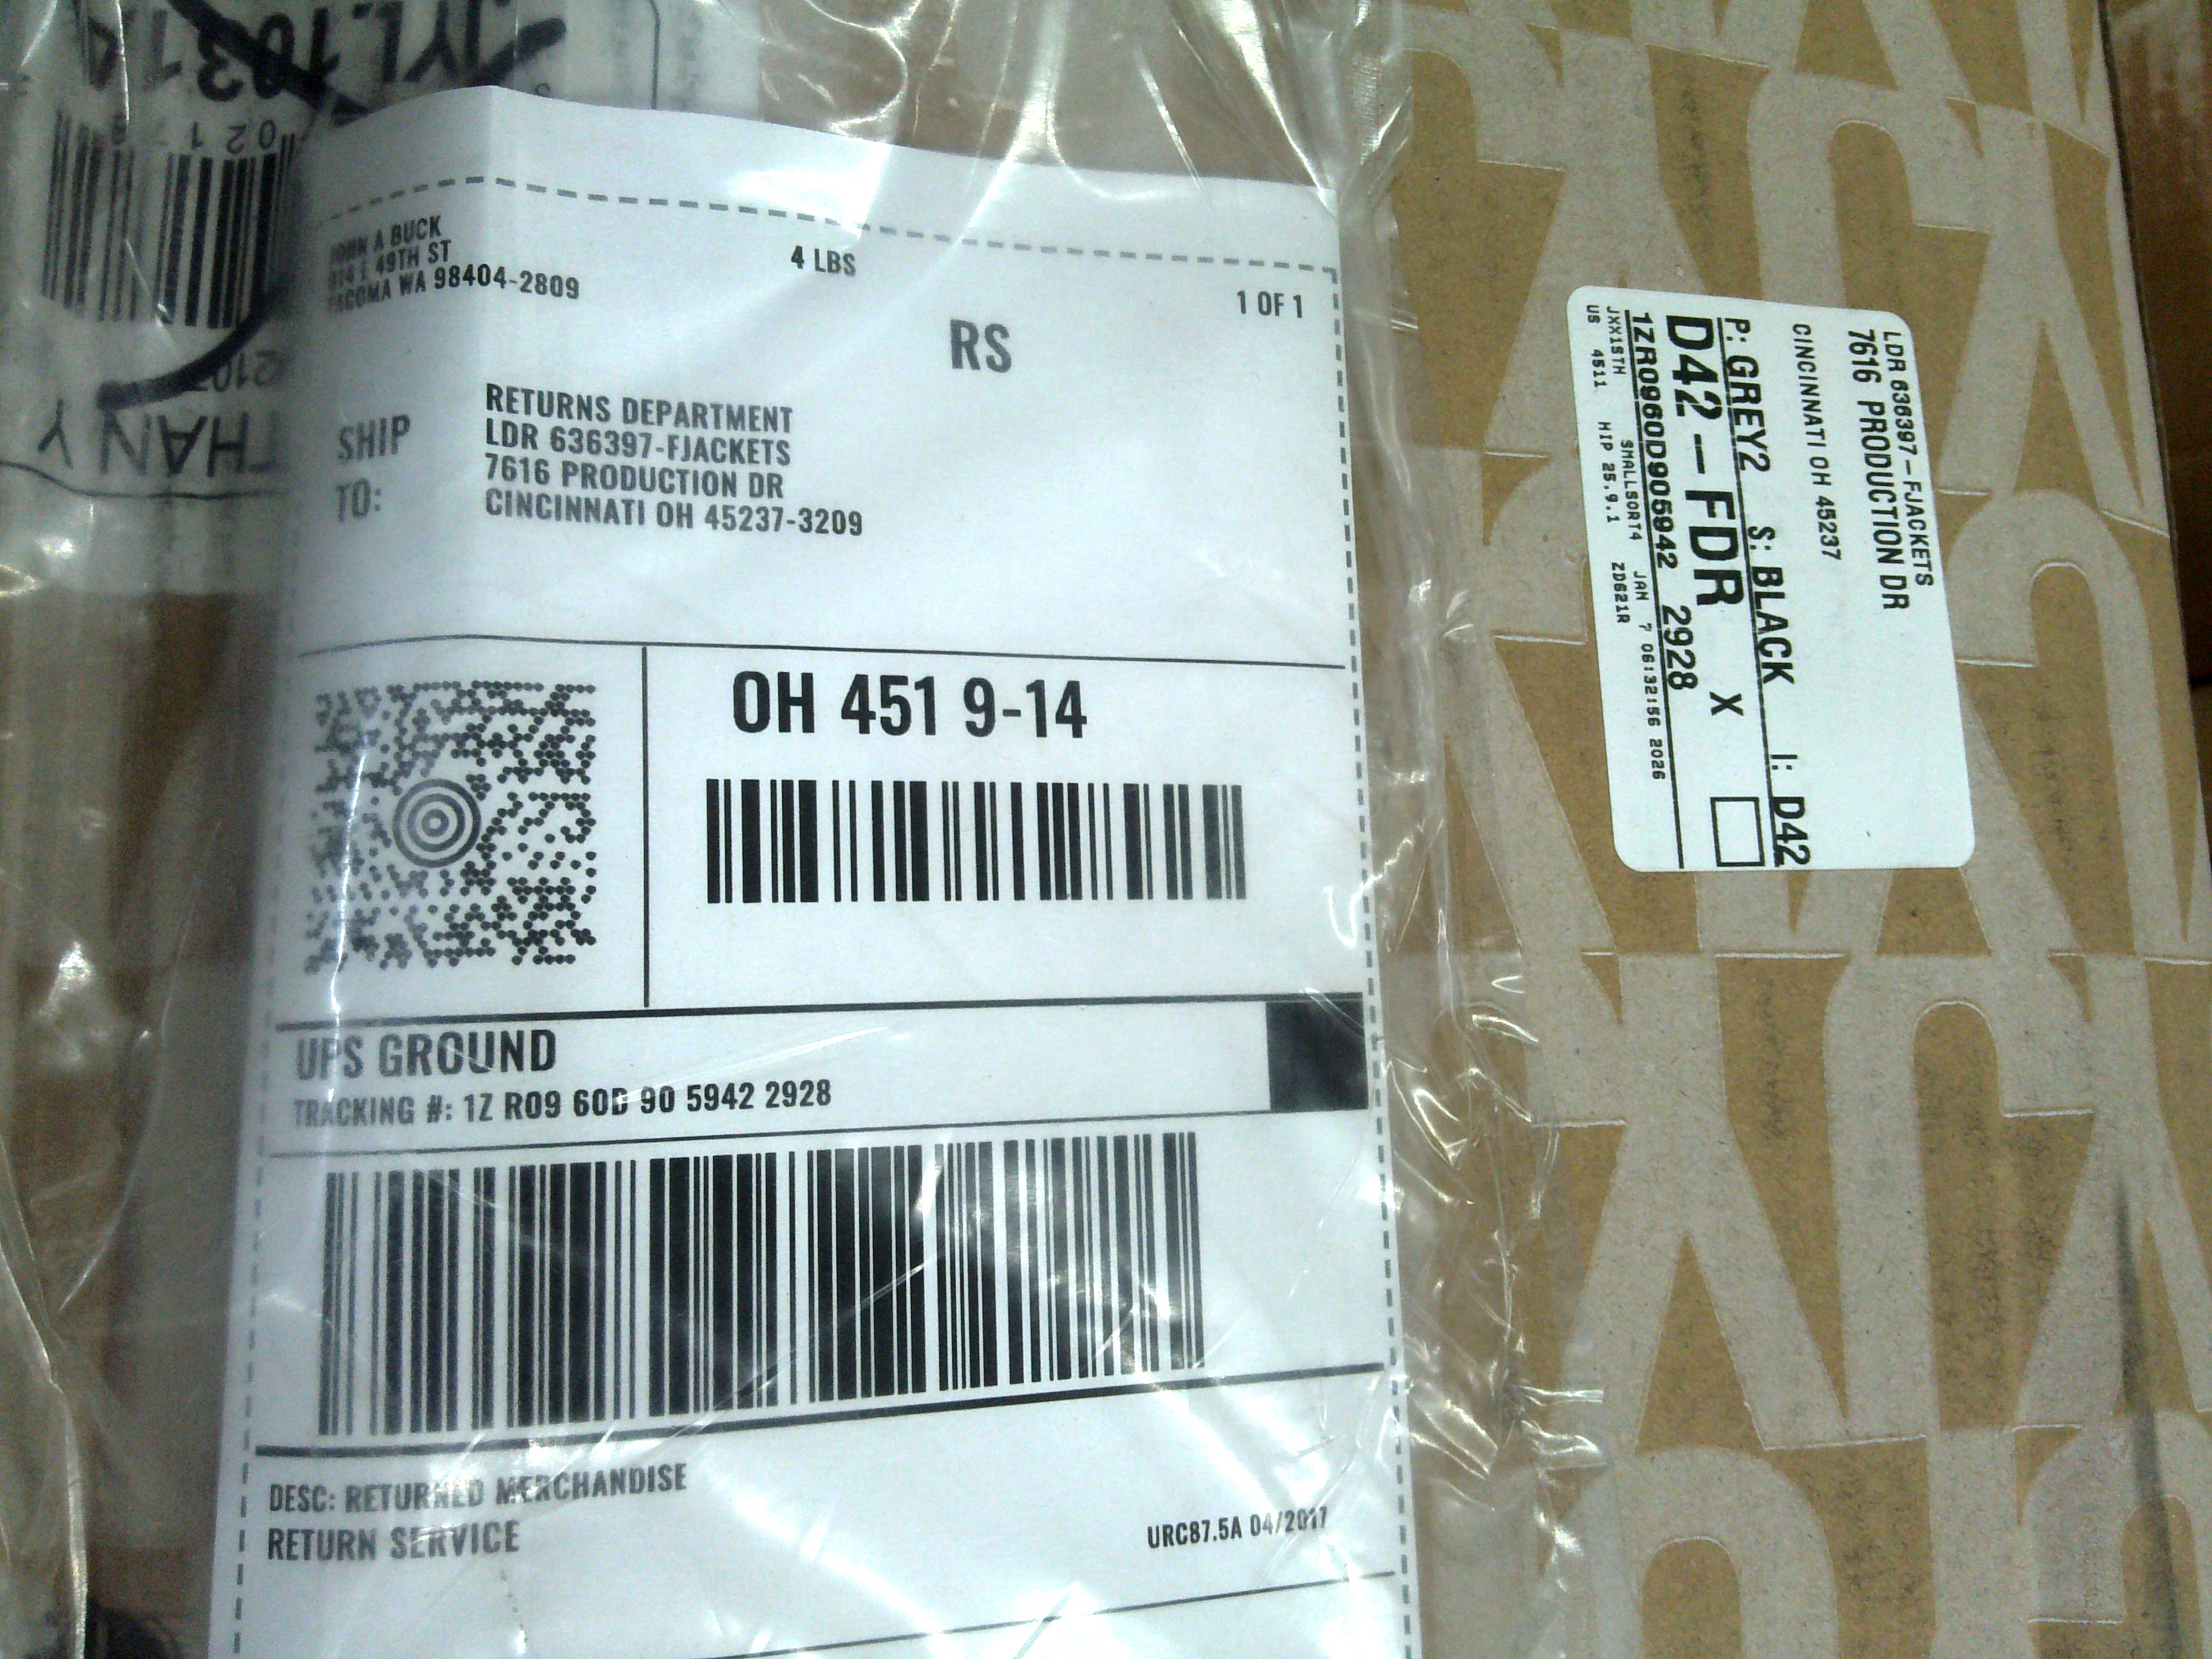 JYL 1031A
0217
THAN Y
JOHN A BUCK
E 49TH ST
TACOMA WA 98404-2809
4 LBS
1 OF 1
RS
SHIP
TO:
RETURNS DEPARTMENT
LDR 636397-FJACKETS
7616 PRODUCTION DR
CINCINNATI OH 45237-3209
OH 451 9-14
UPS GROUND
TRACKING #: 1Z R09 60D 90 5942 2928
DESC: RETURNED MERCHANDISE
RETURN SERVICE
URC87.5A 04/2017
LDR 636397-FJACKETS
7616 PRODUCTION DR
CINCINNATI OH 45237
P: GREY2 S: BLACK I: D42
D42-FDR X
1ZR0960D905942 2928
JXX1STH SMALLSORT4 JAN 7 06:32:56 2026
US 4511 HIP 25.9.1 ZD621R